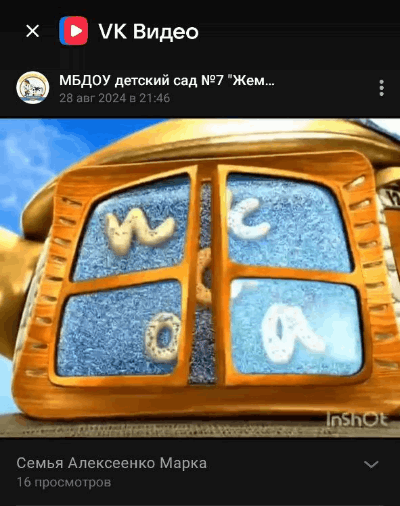 VK Видео
МБДОУ детский сад №7 "Жем...
28 авг 2024 в 21:46
InShOt
Семья Алексеенко Марка
16 просмотров